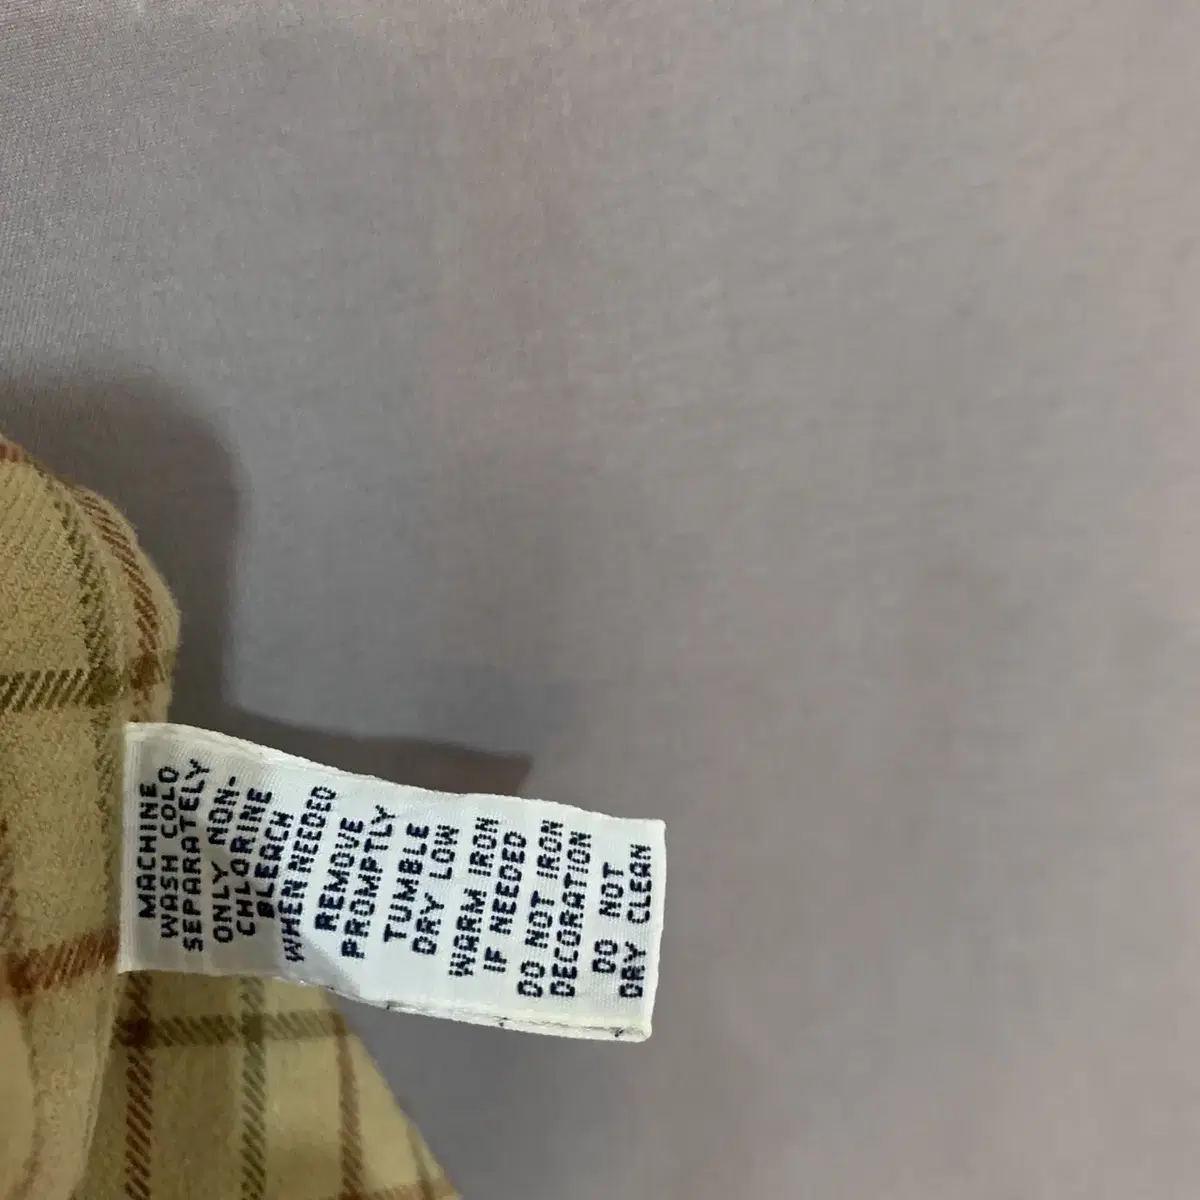 MACHINE
WASH COLD
SEPARATELY
ONLY NON-
CHLORINE
BLEACH
WHEN NEEDED
REMOVE
PROMPTLY
TUMBLE
DRY LOW
WARM IRON
IF NEEDED
DO NOT IRON
DECORATION
DO NOT
DRY CLEAN